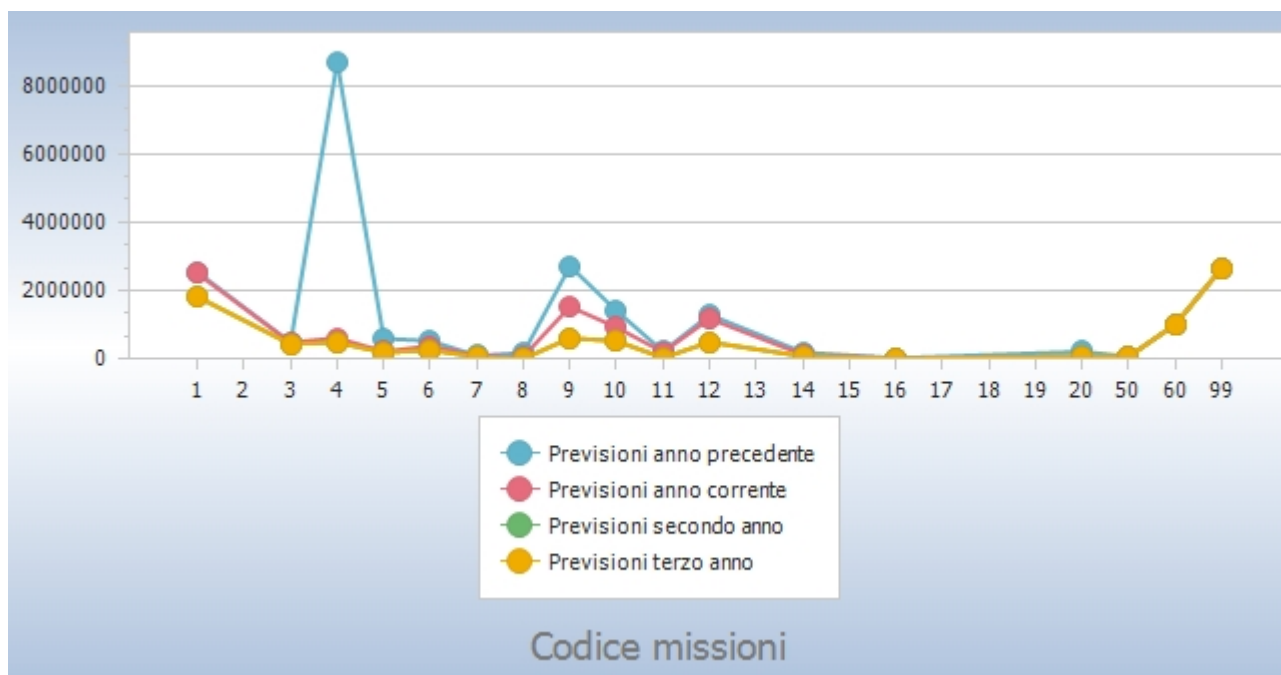 8000000
6000000
4000000
2000000
0
1 2 3 4 5 6 7 8 9 10 11 12 13 14 15 16 17 18 19 20 50 60 99
Previsioni anno precedente
Previsioni anno corrente
Previsioni secondo anno
Previsioni terzo anno
Codice missioni